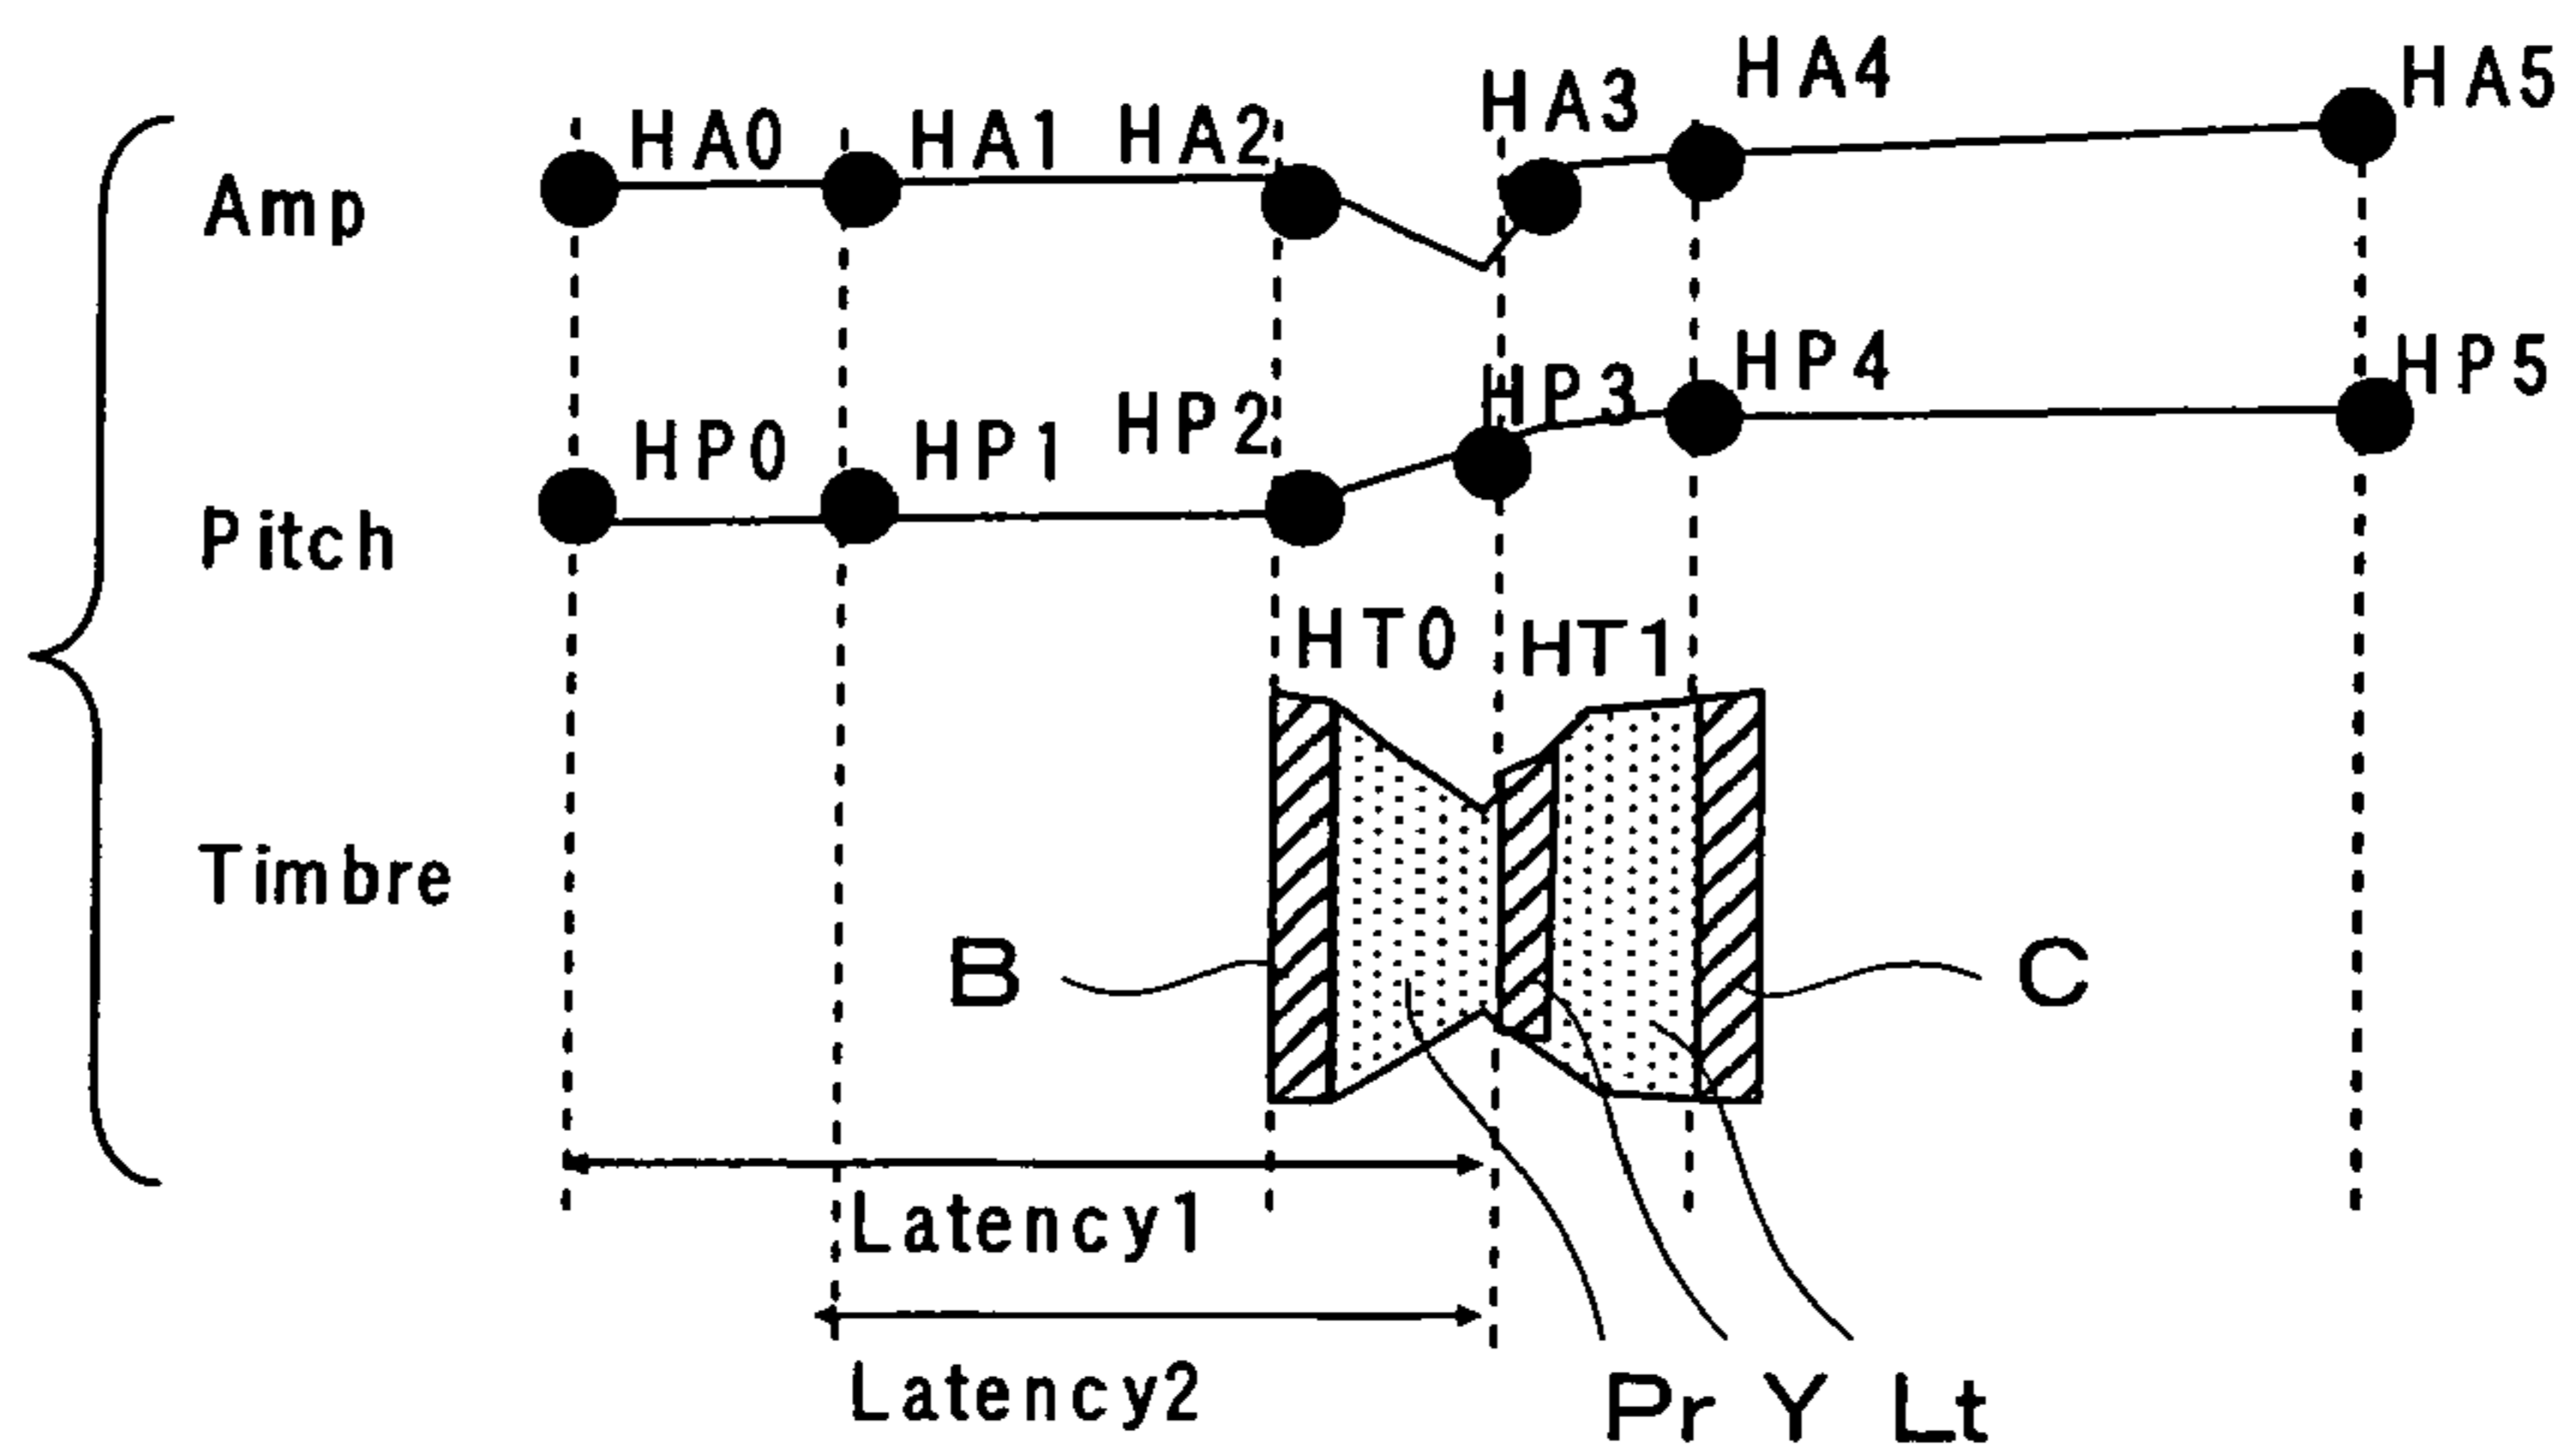 HA0 HA1 HA2 HA3 HA4 HA5
Amp
HP0 HP1 HP2 HP3 HP4 HP5
Pitch
HT0 HT1
Timbre
B C
Latency1
Latency2
Pr Y Lt